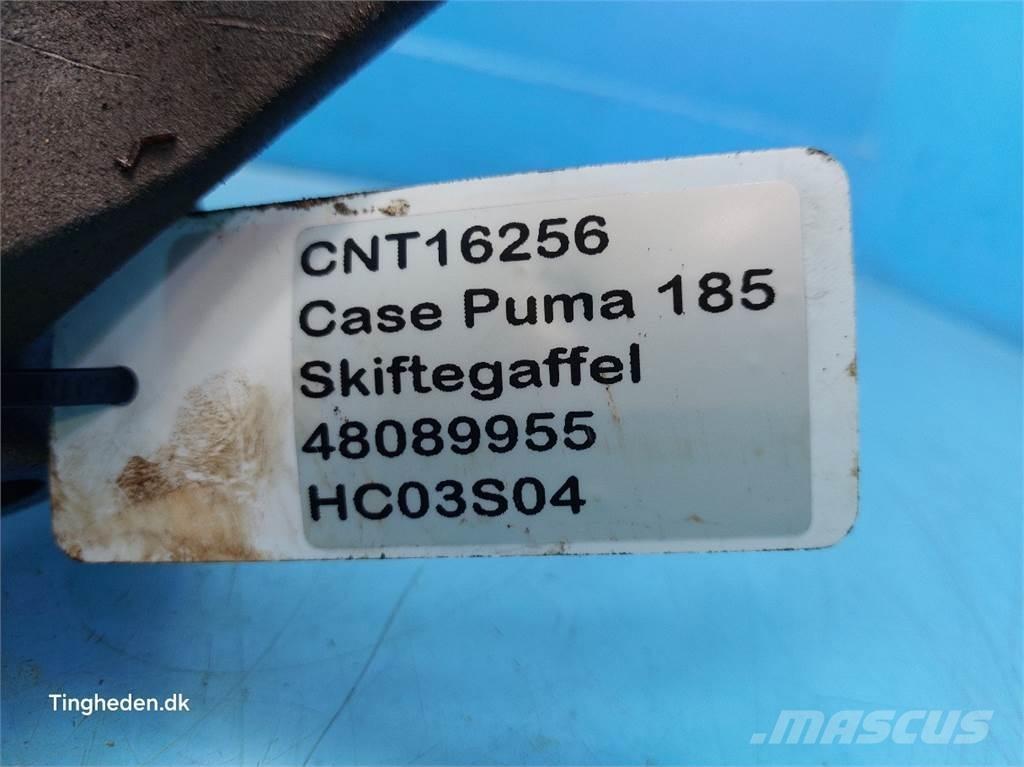 CNT16256
Case Puma 185
Skiftegaffel
48089955
HC03S04
Tingheden.dk
MASCUS